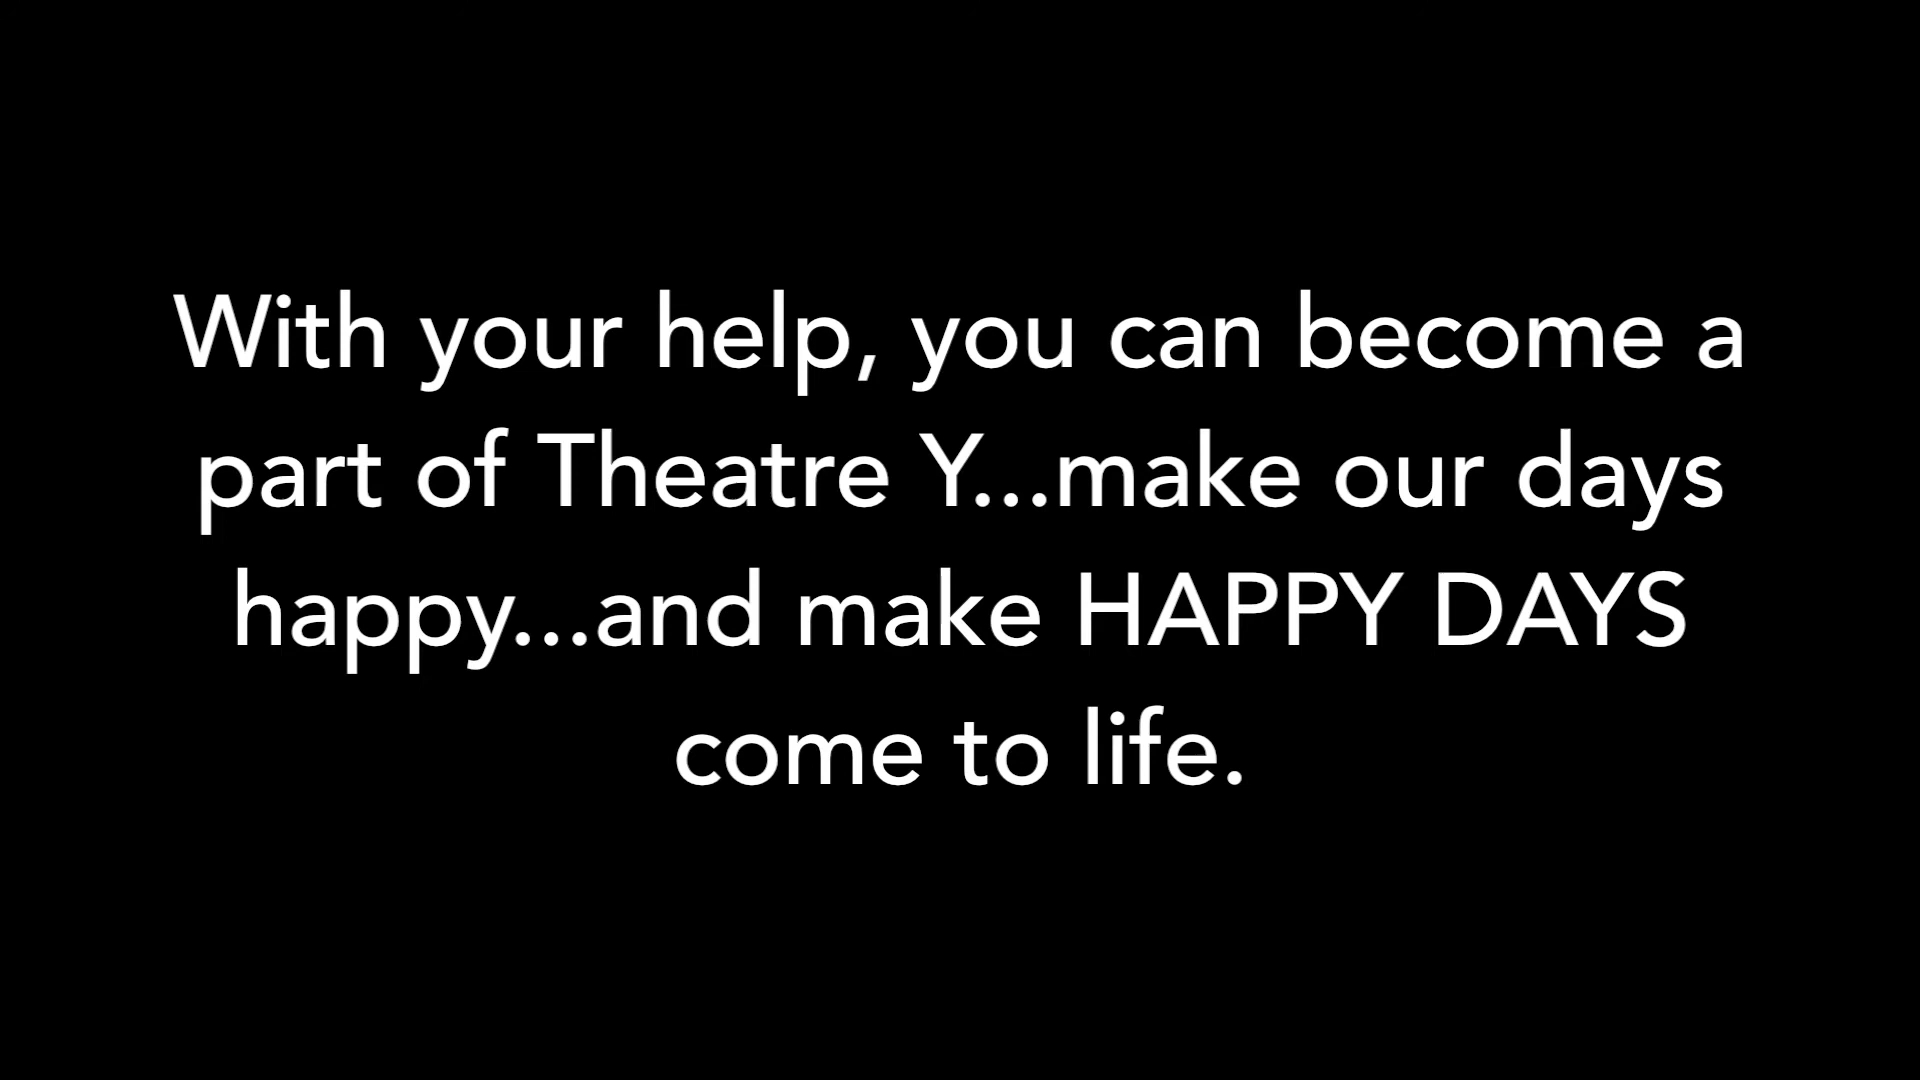 With your help, you can become a
part of Theatre Y...make our days
happy...and make HAPPY DAYS
come to life.